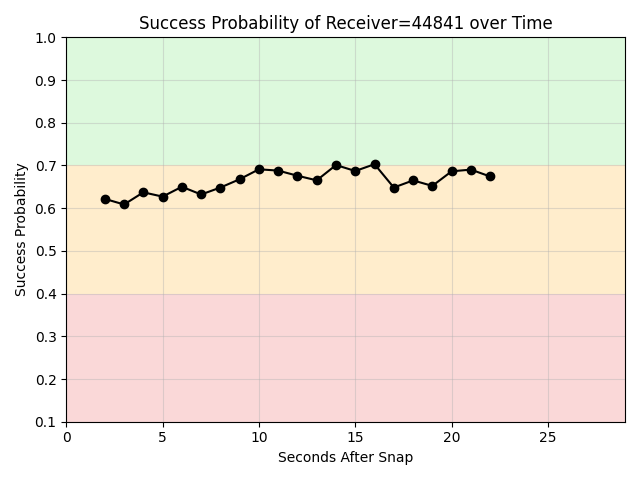 Success Probability of Receiver=44841 over Time
1.0
0.9
0.8
0.7
0.6
0.5
0.4
0.3
0.2
0.1
Success Probability
0 5 10 15 20 25
Seconds After Snap